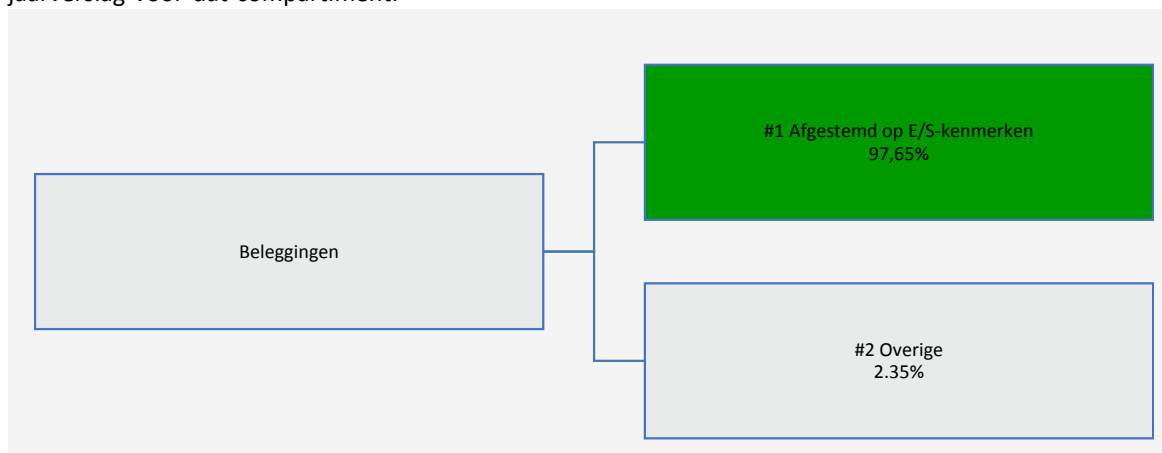 jaarverslag voor dat compartiment.
#1 Afgestemd op E/S-kenmerken
97,65%
Beleggingen
#2 Overige
2.35%